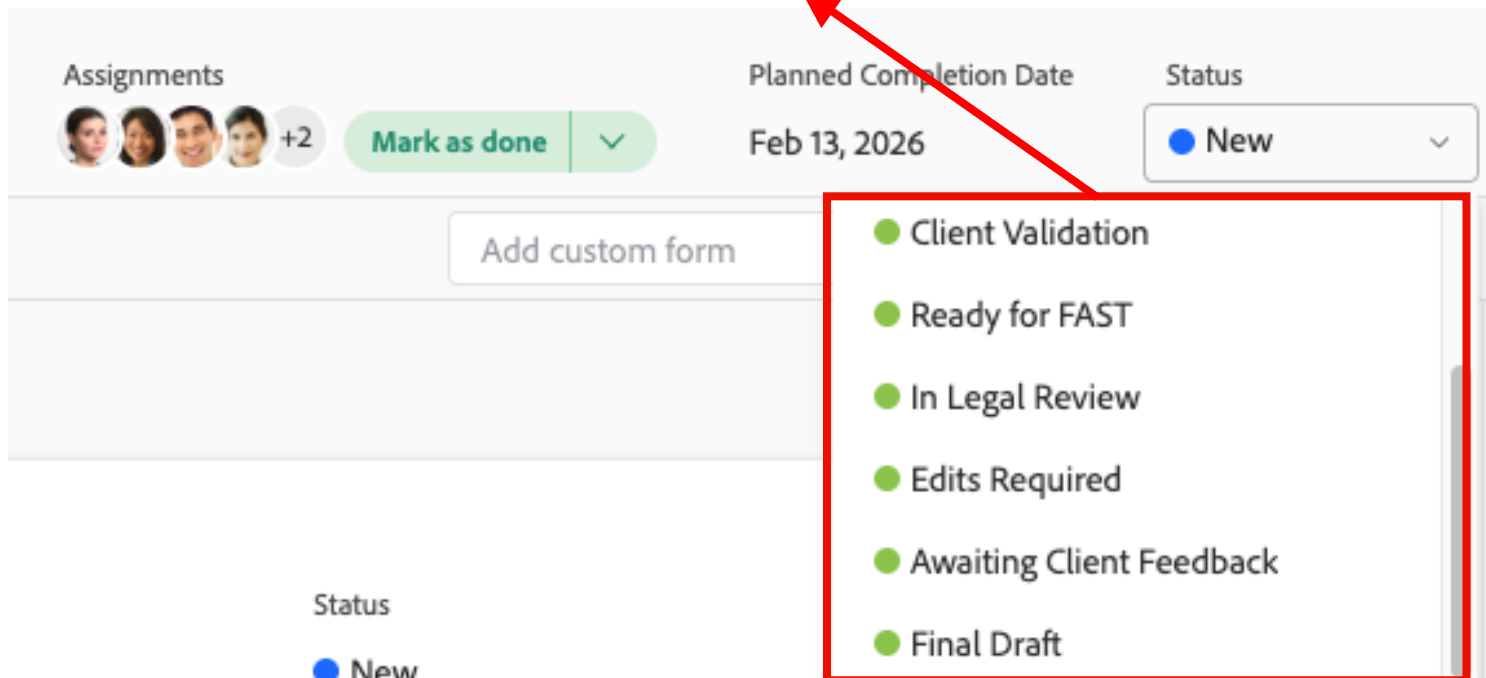 Assignments
Planned Completion Date
Status
+2
Mark as done
Feb 13, 2026
New
Add custom form
Client Validation
Ready for FAST
In Legal Review
Edits Required
Awaiting Client Feedback
Final Draft
Status
New